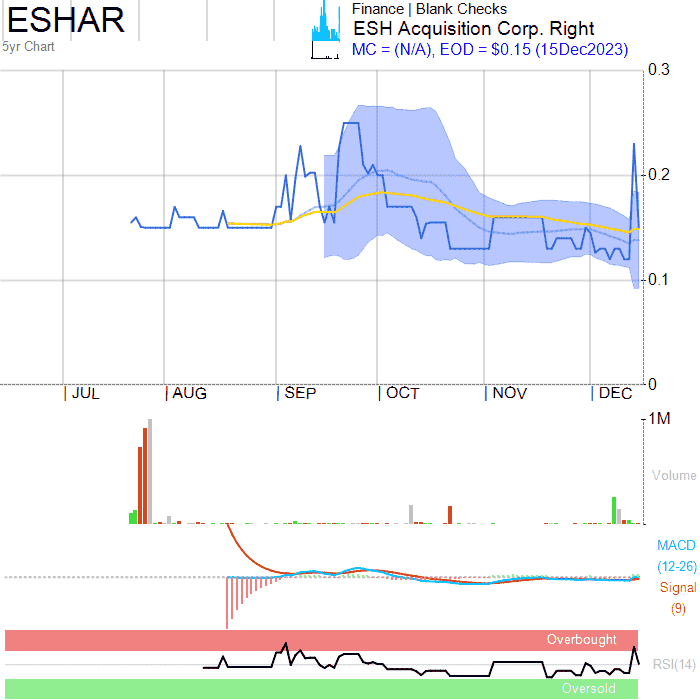 ESHAR
5yr Chart
Finance | Blank Checks
ESH Acquisition Corp. Right
MC = (N/A), EOD = $0.15 (15Dec2023)
0.3
0.2
0.1
0
JUL AUG SEP OCT NOV DEC
1M
Volume
MACD
(12-26)
Signal
(9)
Overbought
RSI(14)
Oversold